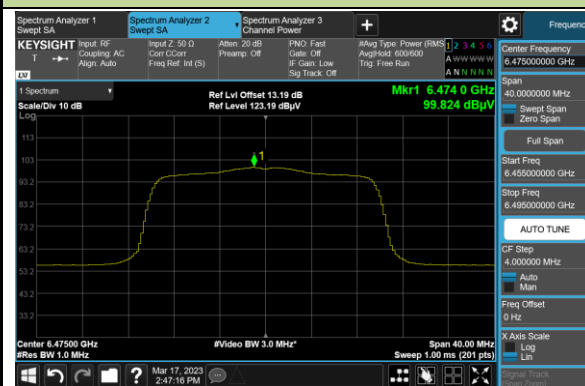 Spectrum Analyzer 1
Swept SA
Spectrum Analyzer 2
Swept SA
Spectrum Analyzer 3
Channel Power
+
Frequenc
KEYSIGHT
Input: RF
Coupling: AC
Align: Auto
Input Z: 50 Ω
Corr CCorr
Freq Ref: Int (S)
Atten: 20 dB
Preamp: Off
PNO: Fast
Gate: Off
IF Gain: Low
Sig Track: Off
#Avg Type: Power (RMS
Avg|Hold: 600/600
Trig: Free Run
1 2 3 4 5 6
A W W W W W
A N N N N N
T
LXI
1 Spectrum
Scale/Div 10 dB
Log
Ref Lvl Offset 13.19 dB
Ref Level 123.19 dBµV
Mkr1 6.474 0 GHz
99.824 dBµV
113
103
93.2
83.2
73.2
63.2
53.2
43.2
33.2
1
Center 6.47500 GHz
#Res BW 1.0 MHz
#Video BW 3.0 MHz*
Span 40.00 MHz
Sweep 1.00 ms (201 pts)
Center Frequency
6.475000000 GHz
Span
40.0000000 MHz
Swept Span
Zero Span
Full Span
Start Freq
6.455000000 GHz
Stop Freq
6.495000000 GHz
AUTO TUNE
CF Step
4.000000 MHz
Auto
Man
Freq Offset
0 Hz
X Axis Scale
Log
Lin
Signal Track
(Span Zoom)
?
Mar 17, 2023
2:47:16 PM